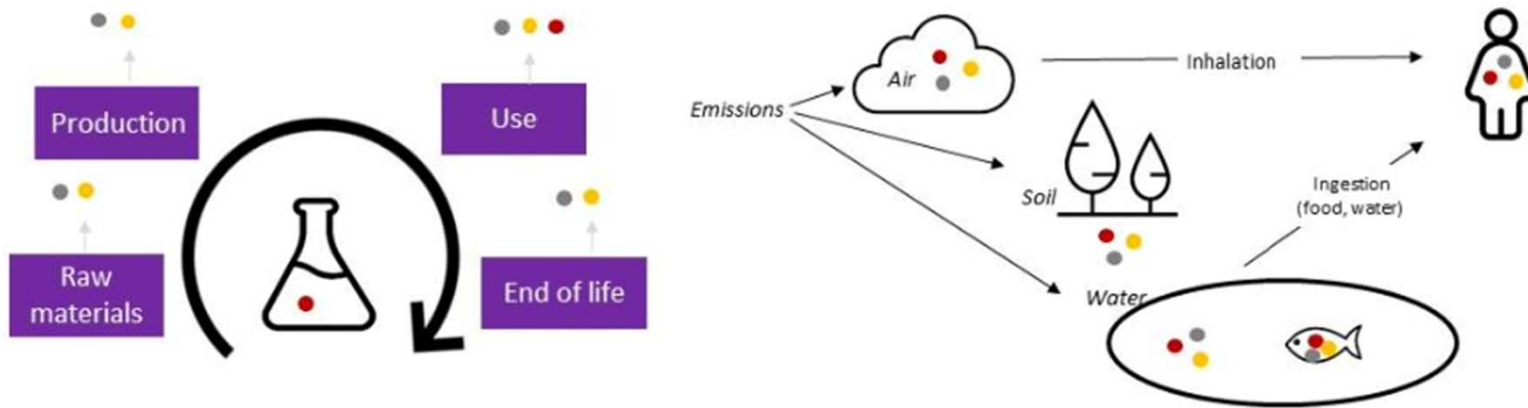 Production
Use
Raw
materials
End of life
Emissions
Air
Inhalation
Soil
Ingestion
(food, water)
Water